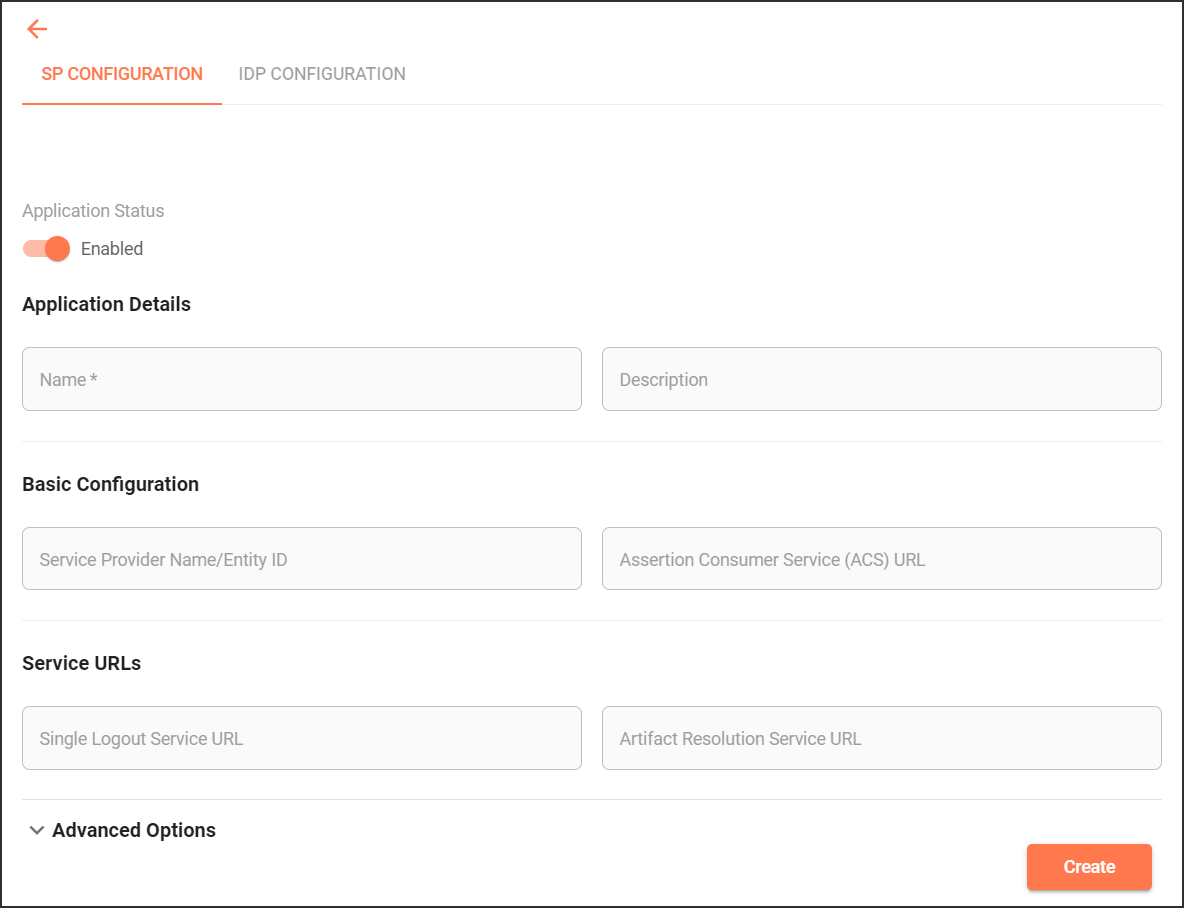 SP CONFIGURATION IDP CONFIGURATION
Application Status
Enabled
Application Details
Name * Description
Basic Configuration
Service Provider Name/Entity ID Assertion Consumer Service (ACS) URL
Service URLs
Single Logout Service URL Artifact Resolution Service URL
Advanced Options
Create